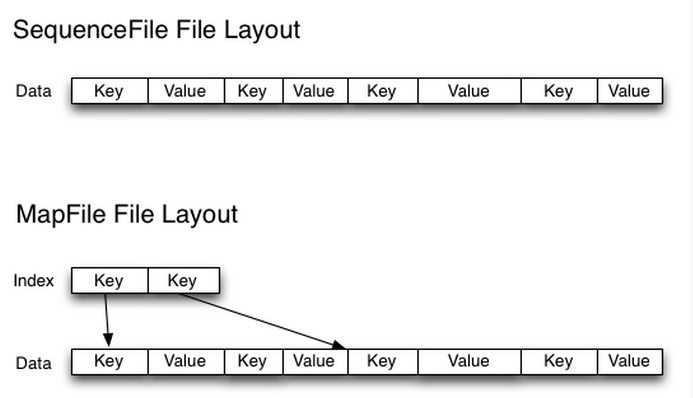 SequenceFile File Layout
Data Key Value Key Value Key Value Key Value
MapFile File Layout
Index Key Key
Data Key Value Key Value Key Value Key Value